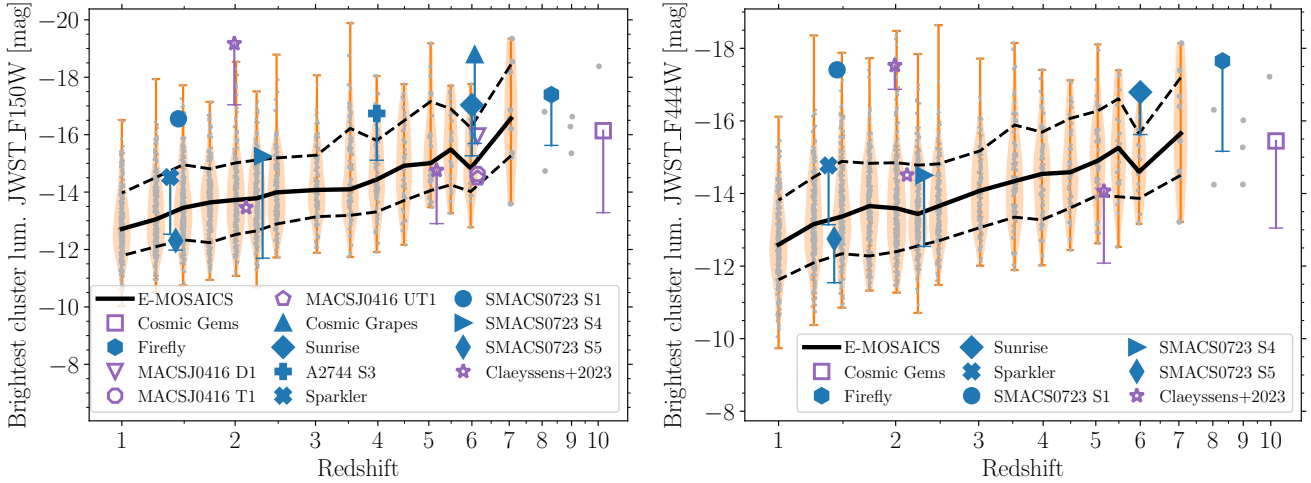 Brightest cluster lum. JWST_F150W [mag]
−20
−18
−16
−14
−12
−10
−8
E-MOSAICS
Cosmic Gems
Firefly
MACSJ0416 D1
MACSJ0416 T1
MACSJ0416 UT1
Cosmic Grapes
Sunrise
A2744 S3
Sparkler
SMACS0723 S1
SMACS0723 S4
SMACS0723 S5
Claeyssens+2023
1 2 3 4 5 6 7 8 9 10
Redshift
Brightest cluster lum. JWST_F444W [mag]
−18
−16
−14
−12
−10
−8
E-MOSAICS
Cosmic Gems
Firefly
Sunrise
Sparkler
SMACS0723 S1
SMACS0723 S4
SMACS0723 S5
Claeyssens+2023
1 2 3 4 5 6 7 8 9 10
Redshift